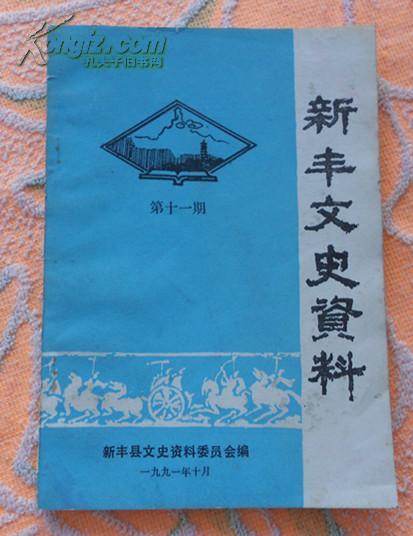 Kongfz.com
孔夫子旧书网
第十一期
新丰文史資料
新丰县文史资料委员会编
一九九一年十月